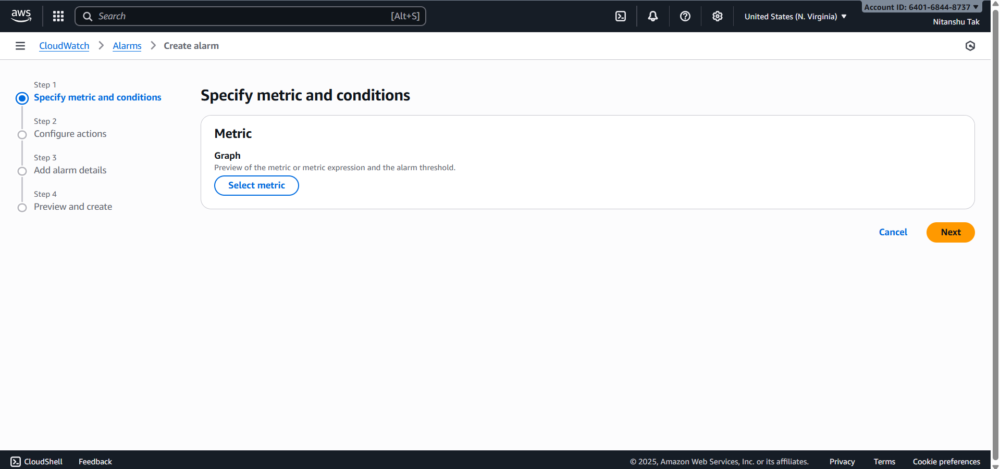 aws
Search [Alt+S]
United States (N. Virginia)
Account ID: 6401-6844-8737
Nitanshu Tak
CloudWatch
Alarms
Create alarm
Step 1
Specify metric and conditions
Step 2
Configure actions
Step 3
Add alarm details
Step 4
Preview and create
Specify metric and conditions
Metric
Graph
Preview of the metric or metric expression and the alarm threshold.
Select metric
Cancel
Next
CloudShell
Feedback
© 2025, Amazon Web Services, Inc. or its affiliates.
Privacy
Terms
Cookie preferences